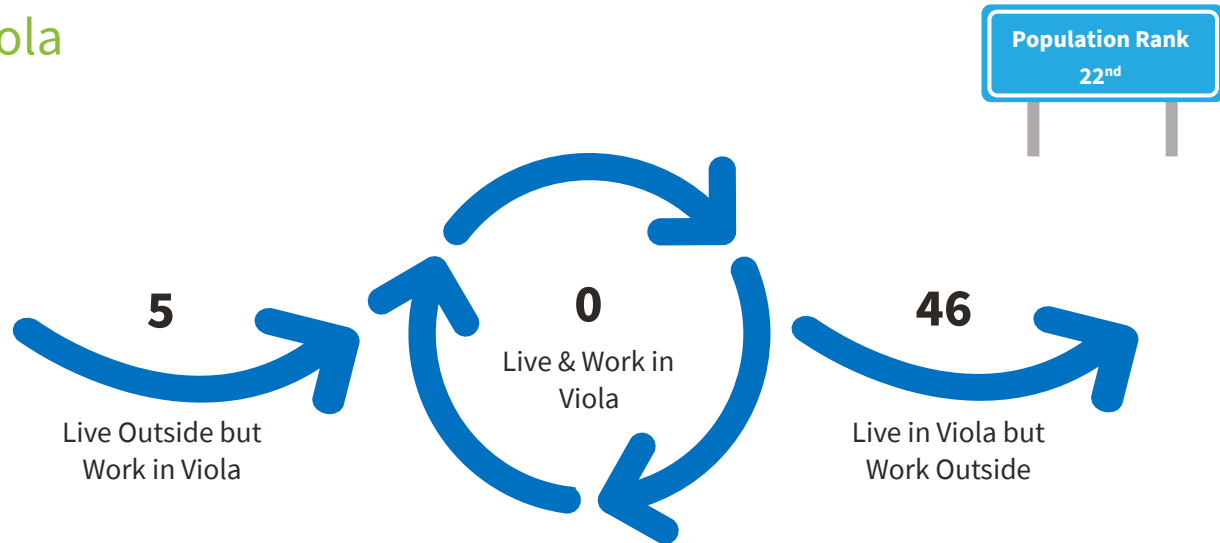 ola
Population Rank
22nd
5
Live Outside but
Work in Viola
0
Live & Work in
Viola
46
Live in Viola but
Work Outside